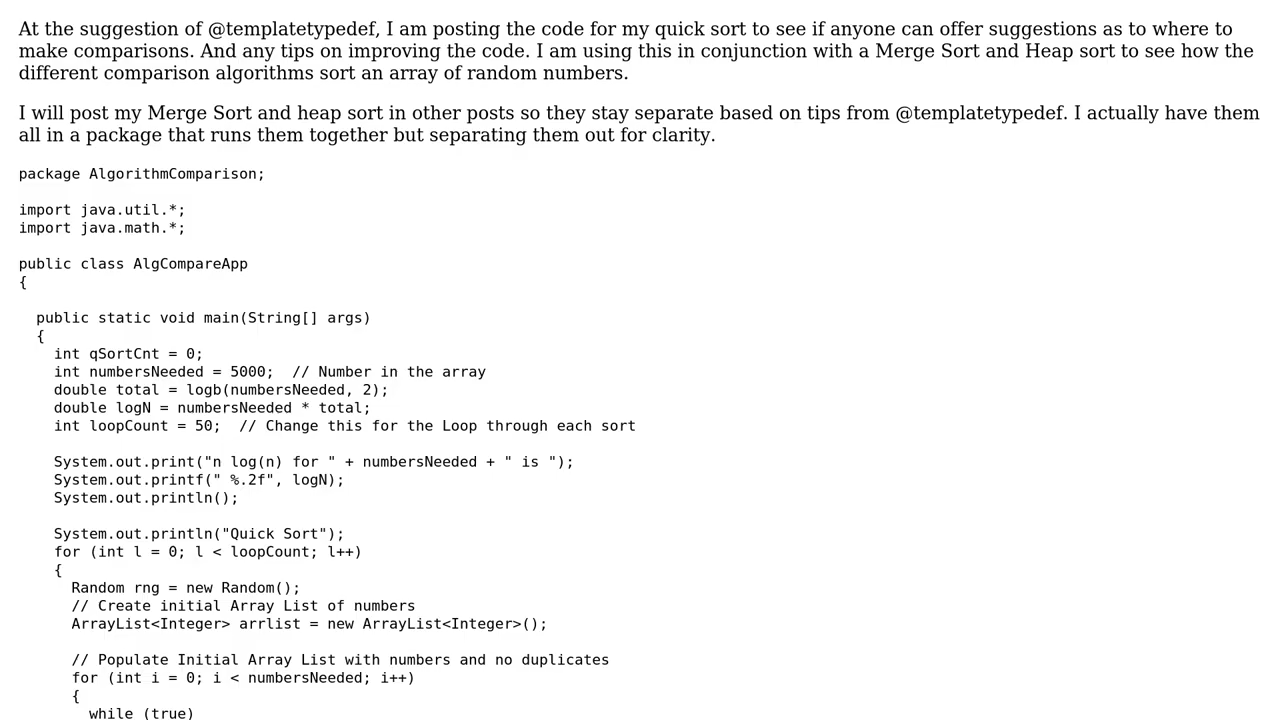 At the suggestion of @templatetypedef, I am posting the code for my quick sort to see if anyone can offer suggestions as to where to
make comparisons. And any tips on improving the code. I am using this in conjunction with a Merge Sort and Heap sort to see how the
different comparison algorithms sort an array of random numbers.

I will post my Merge Sort and heap sort in other posts so they stay separate based on tips from @templatetypedef. I actually have them
all in a package that runs them together but separating them out for clarity.

package AlgorithmComparison;

import java.util.*;
import java.math.*;

public class AlgCompareApp
{

  public static void main(String[] args)
  {
    int qSortCnt = 0;
    int numbersNeeded = 5000;  // Number in the array
    double total = logb(numbersNeeded, 2);
    double logN = numbersNeeded * total;
    int loopCount = 50;  // Change this for the Loop through each sort

    System.out.print("n log(n) for " + numbersNeeded + " is ");
    System.out.printf(" %.2f", logN);
    System.out.println();

    System.out.println("Quick Sort");
    for (int l = 0; l < loopCount; l++)
    {
      Random rng = new Random();
      // Create initial Array List of numbers
      ArrayList<Integer> arrlist = new ArrayList<Integer>();

      // Populate Initial Array List with numbers and no duplicates
      for (int i = 0; i < numbersNeeded; i++)
      {
        while (true)